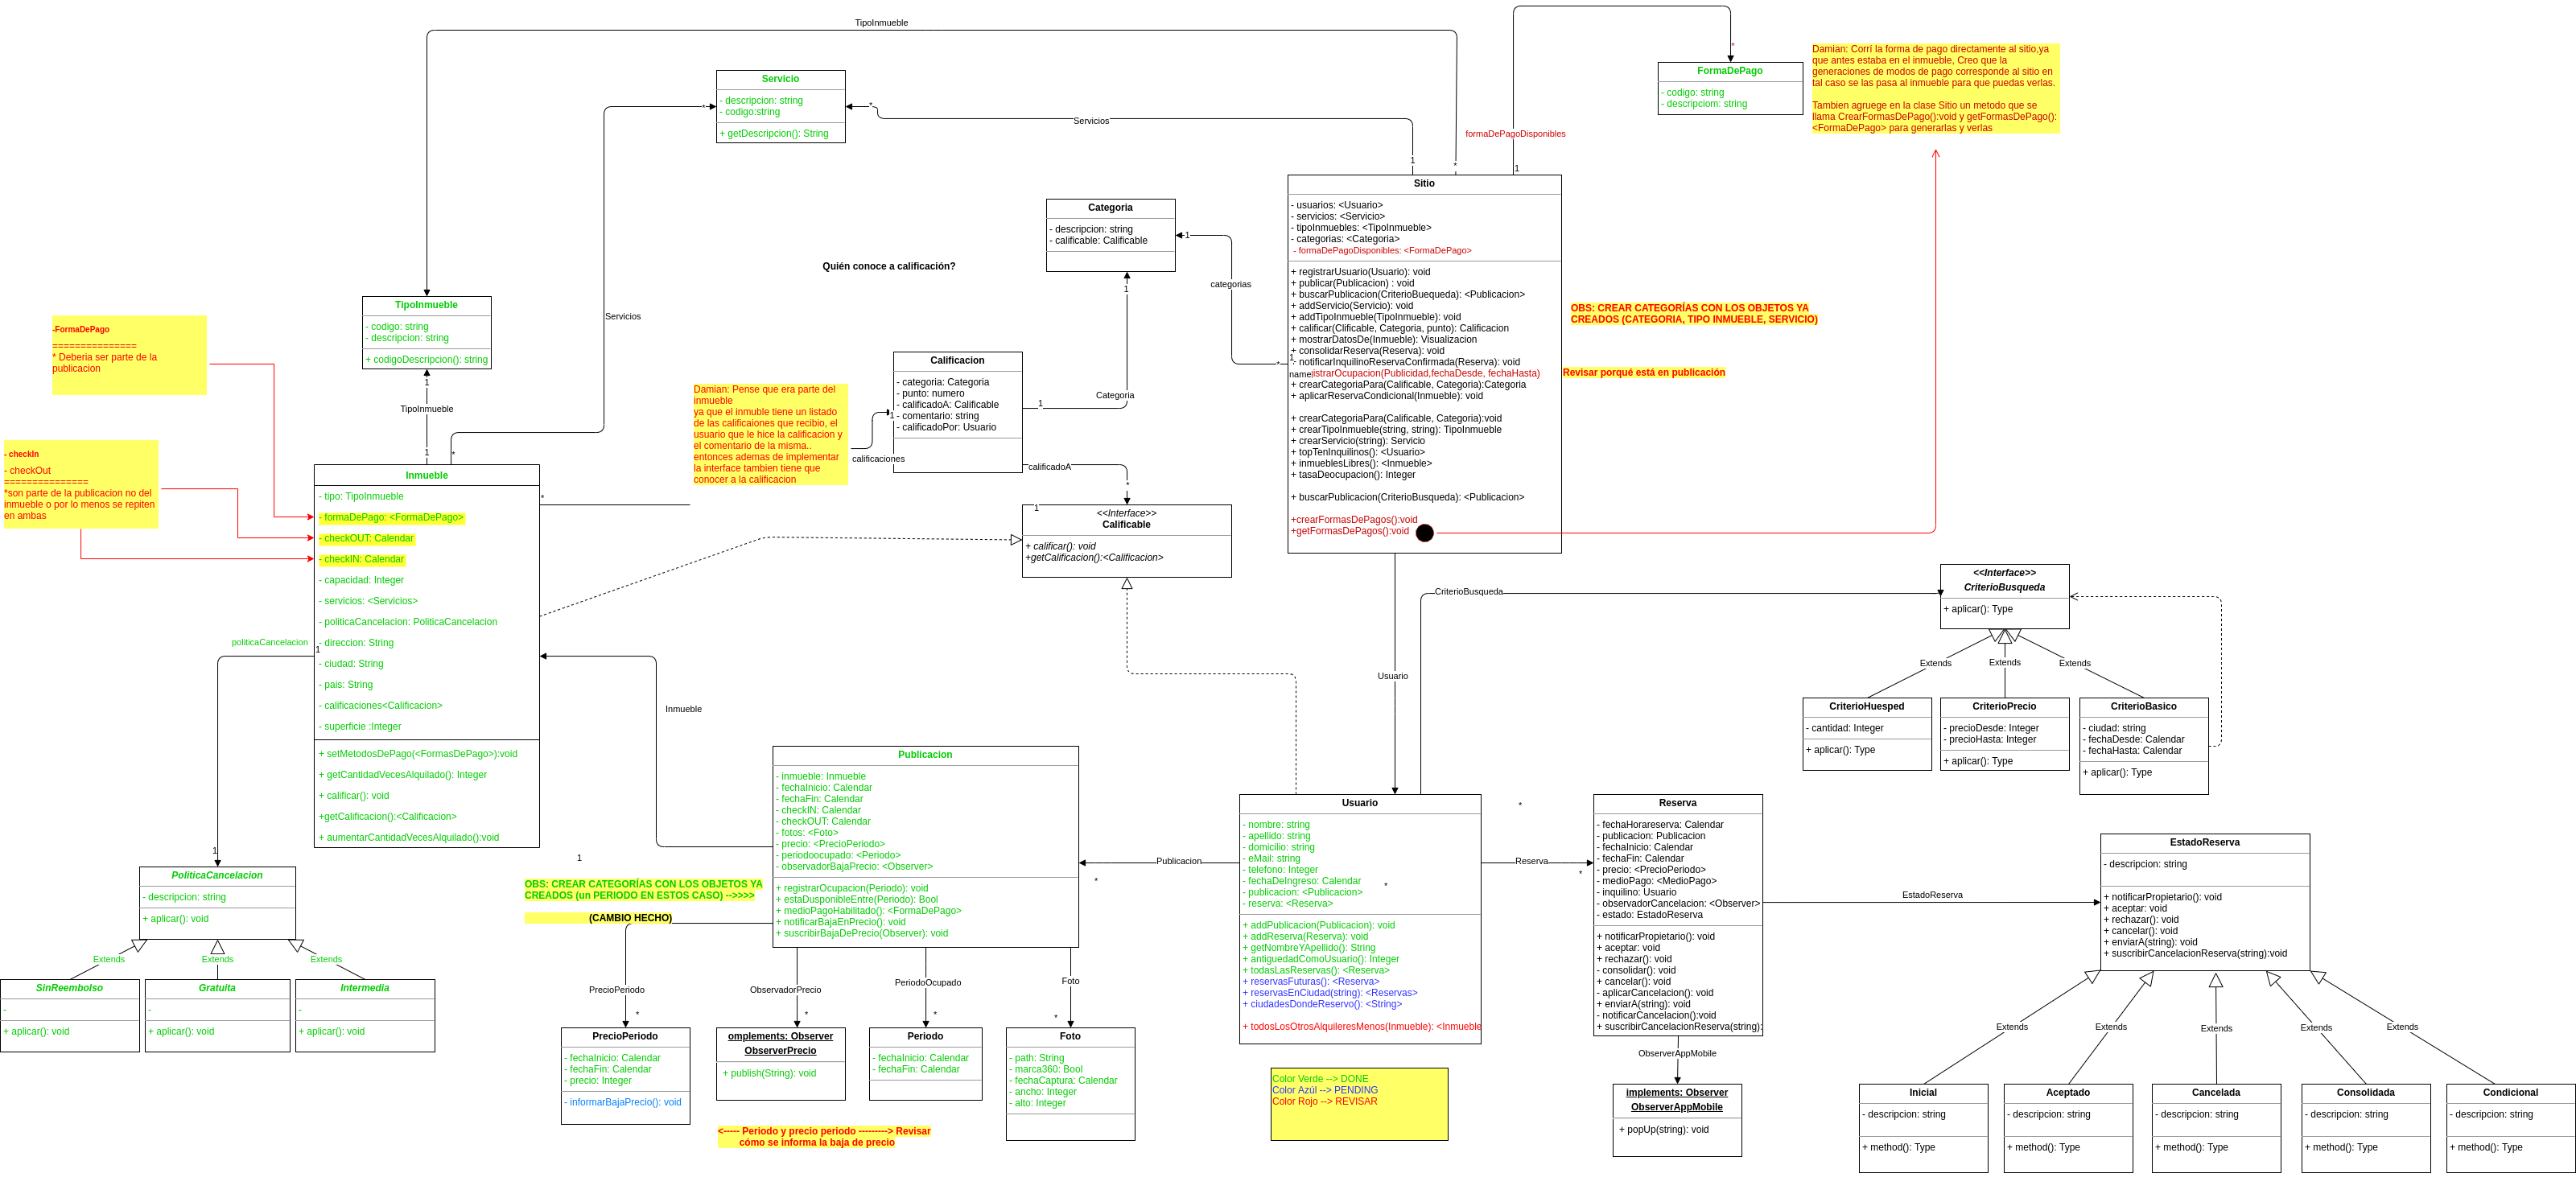 TipoInmueble
*
Damian: Corrí la forma de pago directamente al sitio,ya
que antes estaba en el inmueble, Creo que la
generaciones de modos de pago corresponde al sitio en
tal caso se las pasa al inmueble para que puedas verlas.
Tambien agruege en la clase Sitio un metodo que se
llama CrearFormasDePago():void y getFormasDePago():
<FormaDePago> para generarlas y verlas
FormaDePago
- codigo: string
- descripciom: string
Servicio
- descripcion: string
- codigo:string
+ getDescripcion(): String
*
*
Servicios
formaDePagoDisponibles
1
*
1
Sitio
- usuarios: <Usuario>
- servicios: <Servicio>
- tipoInmuebles: <TipoInmueble>
- categorias: <Categoria>
- formaDePagoDisponibles: <FormaDePago>
+ registrarUsuario(Usuario): void
+ publicar(Publicacion) : void
+ buscarPublicacion(CriterioBuequeda): <Publicacion>
+ addServicio(Servicio): void
+ addTipoInmueble(TipoInmueble): void
+ calificar(Clificable, Categoria, punto): Calificacion
+ mostrarDatosDe(Inmueble): Visualizacion
+ consolidarReserva(Reserva): void
- notificarInquilinoReservaConfirmada(Reserva): void
name
istrarOcupacion(Publicidad,fechaDesde, fechaHasta)
+ crearCategoriaPara(Calificable, Categoria):Categoria
+ aplicarReservaCondicional(Inmueble): void
+ crearCategoriaPara(Calificable, Categoria):void
+ crearTipoInmueble(string, string): TipoInmueble
+ crearServicio(string): Servicio
+ topTenInquilinos(): <Usuario>
+ inmueblesLibres(): <Inmueble>
+ tasaDeocupacion(): Integer
+ buscarPublicacion(CriterioBusqueda): <Publicacion>
+crearFormasDePagos():void
+getFormasDePagos():void
1
*
OBS: CREAR CATEGORÍAS CON LOS OBJETOS YA
CREADOS (CATEGORIA, TIPO INMUEBLE, SERVICIO)
Revisar porqué está en publicación
Categoria
- descripcion: string
- calificable: Calificable
1
categorias
Quién conoce a calificación?
1
Categoria
1
TipoInmueble
- codigo: string
- descripcion: string
+ codigoDescripcion(): string
1
TipoInmueble
1
Servicios
*
-FormaDePago
===============
* Deberia ser parte de la
publicacion
- checkIn
- checkOut
===============
*son parte de la publicacion no del
inmueble o por lo menos se repiten
en ambas
Calificacion
- categoria: Categoria
- punto: numero
- calificadoA: Calificable
- comentario: string
- calificadoPor: Usuario
Damian: Pense que era parte del
inmueble
ya que el inmuble tiene un listado
de las calificaiones que recibio, el
usuario que le hice la calificacion y
el comentario de la misma..
entonces ademas de implementar
la interface tambien tiene que
conocer a la calificacion
1
calificaciones
calificadoA
*
*
1
<<Interface>>
Calificable
+ calificar(): void
+getCalificacion():<Calificacion>
Inmueble
- tipo: TipoInmueble
- formaDePago: <FormaDePago>
- checkOUT: Calendar
- checkIN: Calendar
- capacidad: Integer
- servicios: <Servicios>
- politicaCancelacion: PoliticaCancelacion
- direccion: String
- ciudad: String
- pais: String
- calificaciones<Calificacion>
- superficie :Integer
+ setMetodosDePago(<FormasDePago>):void
+ getCantidadVecesAlquilado(): Integer
+ calificar(): void
+getCalificacion():<Calificacion>
+ aumentarCantidadVecesAlquilado():void
politicaCancelacion
1
1
PoliticaCancelacion
- descripcion: string
+ aplicar(): void
Extends
Extends
Extends
SinReembolso
-
+ aplicar(): void
Gratuita
-
+ aplicar(): void
Intermedia
-
+ aplicar(): void
Inmueble
1
Publicacion
- inmueble: Inmueble
- fechaInicio: Calendar
- fechaFin: Calendar
- checkIN: Calendar
- checkOUT: Calendar
- fotos: <Foto>
- precio: <PrecioPeriodo>
- periodoocupado: <Periodo>
- observadorBajaPrecio: <Observer>
+ registrarOcupacion(Periodo): void
+ estaDusponibleEntre(Periodo): Bool
+ medioPagoHabilitado(): <FormaDePago>
+ notificarBajaEnPrecio(): void
+ suscribirBajaDePrecio(Observer): void
OBS: CREAR CATEGORÍAS CON LOS OBJETOS YA
CREADOS (un PERIODO EN ESTOS CASO) -->>>>
(CAMBIO HECHO)
PrecioPeriodo
*
ObservadorPrecio
*
PeriodoOcupado
*
Foto
*
PrecioPeriodo
- fechaInicio: Calendar
- fechaFin: Calendar
- precio: Integer
- informarBajaPrecio(): void
omplements: Observer
ObserverPrecio
+ publish(String): void
Periodo
- fechaInicio: Calendar
- fechaFin: Calendar
Foto
- path: String
- marca360: Bool
- fechaCaptura: Calendar
- ancho: Integer
- alto: Integer
<----- Periodo y precio periodo ---------> Revisar
cómo se informa la baja de precio
Usuario
CriterioBusqueda
Publicacion
*
Usuario
- nombre: string
- apellido: string
- domicilio: string
- eMail: string
- telefono: Integer
- fechaDeIngreso: Calendar
- publicacion: <Publicacion>
- reserva: <Reserva>
*
+ addPublicacion(Publicacion): void
+ addReserva(Reserva): void
+ getNombreYApellido(): String
+ antiguedadComoUsuario(): Integer
+ todasLasReservas(): <Reserva>
+ reservasFuturas(): <Reserva>
+ reservasEnCiudad(string): <Reservas>
+ ciudadesDondeReservo(): <String>
+ todosLosOtrosAlquileresMenos(Inmueble): <Inmueble
Color Verde --> DONE
Color Azúl --> PENDING
Color Rojo --> REVISAR
*
Reserva
*
Reserva
- fechaHorareserva: Calendar
- publicacion: Publicacion
- fechaInicio: Calendar
- fechaFin: Calendar
- precio: <PrecioPeriodo>
- medioPago: <MedioPago>
- inquilino: Usuario
- observadorCancelacion: <Observer>
- estado: EstadoReserva
+ notificarPropietario(): void
+ aceptar: void
+ rechazar(): void
- consolidar(): void
+ cancelar(): void
- aplicarCancelacion(): void
+ enviarA(string): void
- notificarCancelacion():void
+ suscribirCancelacionReserva(string):
ObserverAppMobile
implements: Observer
ObserverAppMobile
+ popUp(string): void
<<Interface>>
CriterioBusqueda
+ aplicar(): Type
Extends
Extends
Extends
CriterioHuesped
- cantidad: Integer
+ aplicar(): Type
CriterioPrecio
- precioDesde: Integer
- precioHasta: Integer
+ aplicar(): Type
CriterioBasico
- ciudad: string
- fechaDesde: Calendar
- fechaHasta: Calendar
+ aplicar(): Type
EstadoReserva
EstadoReserva
- descripcion: string
+ notificarPropietario(): void
+ aceptar: void
+ rechazar(): void
+ cancelar(): void
+ enviarA(string): void
+ suscribirCancelacionReserva(string):void
Extends
Extends
Extends
Extends
Extends
Inicial
- descripcion: string
+ method(): Type
Aceptado
- descripcion: string
+ method(): Type
Cancelada
- descripcion: string
+ method(): Type
Consolidada
- descripcion: string
+ method(): Type
Condicional
- descripcion: string
+ method(): Type